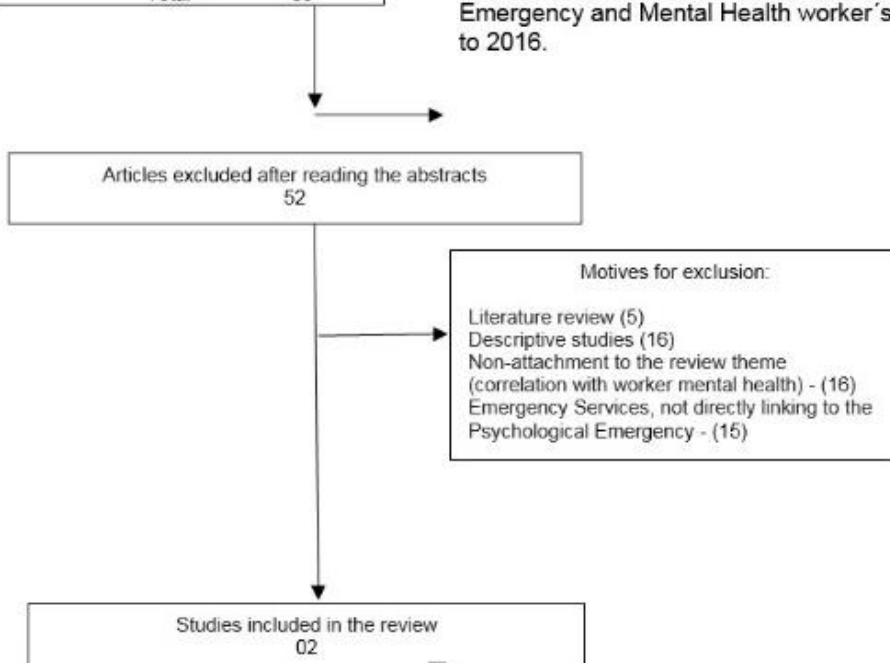 Emergency and Mental Health worker´s
to 2016.
Articles excluded after reading the abstracts
52
Motives for exclusion:
Literature review (5)
Descriptive studies (16)
Non-attachment to the review theme
(correlation with worker mental health) - (16)
Emergency Services, not directly linking to the
Psychological Emergency - (15)
Studies included in the review
02